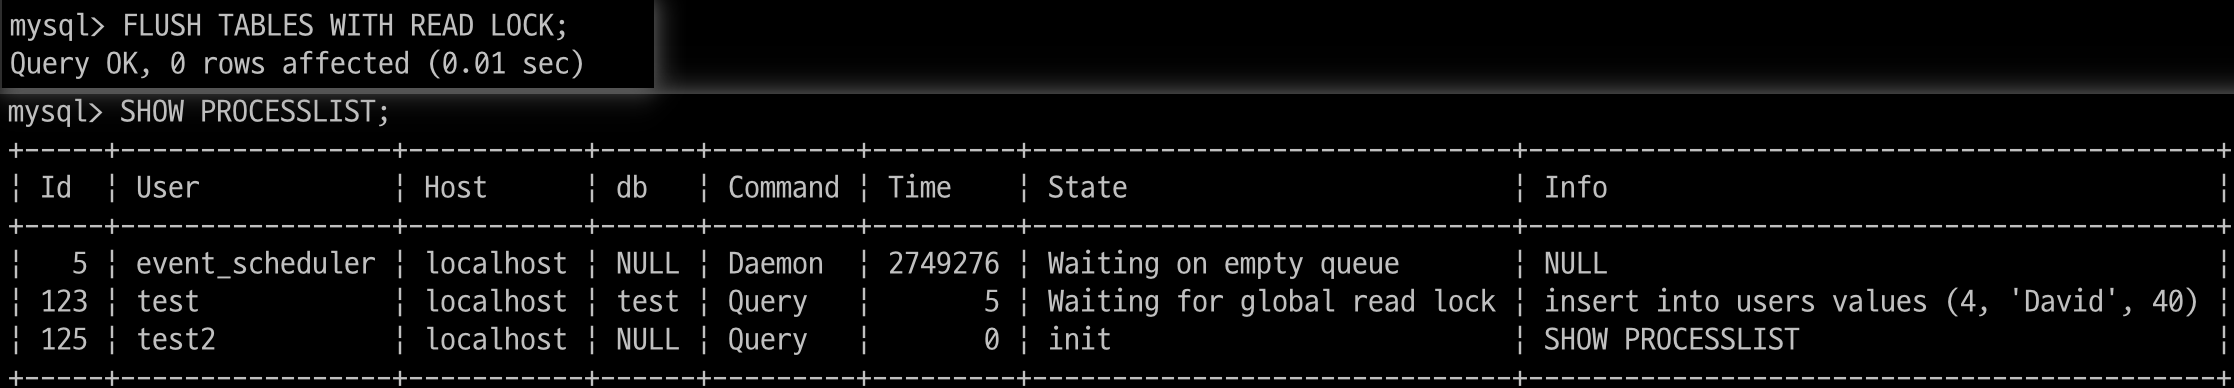 mysql> FLUSH TABLES WITH READ LOCK;
Query OK, 0 rows affected (0.01 sec)
mysql> SHOW PROCESSLIST;
+-----+-----------------+-----------+------+---------+---------+------------------------------+--------------------------------------------+
¦ Id  ¦ User            ¦ Host      ¦ db   ¦ Command ¦ Time    ¦ State                        ¦ Info                                       ¦
+-----+-----------------+-----------+------+---------+---------+------------------------------+--------------------------------------------+
¦   5 ¦ event_scheduler ¦ localhost ¦ NULL ¦ Daemon  ¦ 2749276 ¦ Waiting on empty queue       ¦ NULL                                       ¦
¦ 123 ¦ test            ¦ localhost ¦ test ¦ Query   ¦       5 ¦ Waiting for global read lock ¦ insert into users values (4, 'David', 40) ¦
¦ 125 ¦ test2           ¦ localhost ¦ NULL ¦ Query   ¦       0 ¦ init                         ¦ SHOW PROCESSLIST                           ¦
+-----+-----------------+-----------+------+---------+---------+------------------------------+--------------------------------------------+